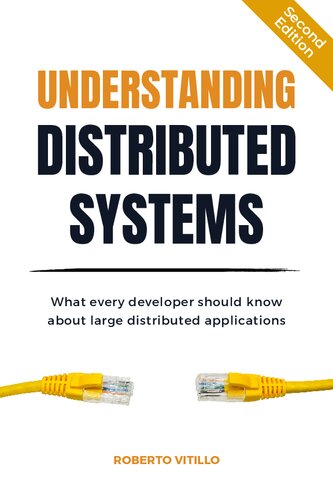 Second
Edition
UNDERSTANDING
DISTRIBUTED
SYSTEMS
What every developer should know
about large distributed applications
ROBERTO VITILLO